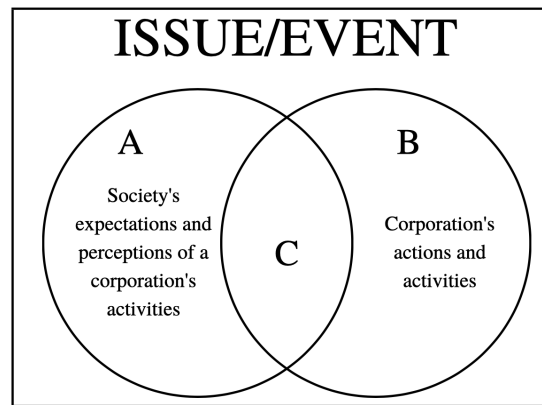 ISSUE/EVENT
A
Society's
expectations and
perceptions of a
corporation's
activities
C
B
Corporation's
actions and
activities